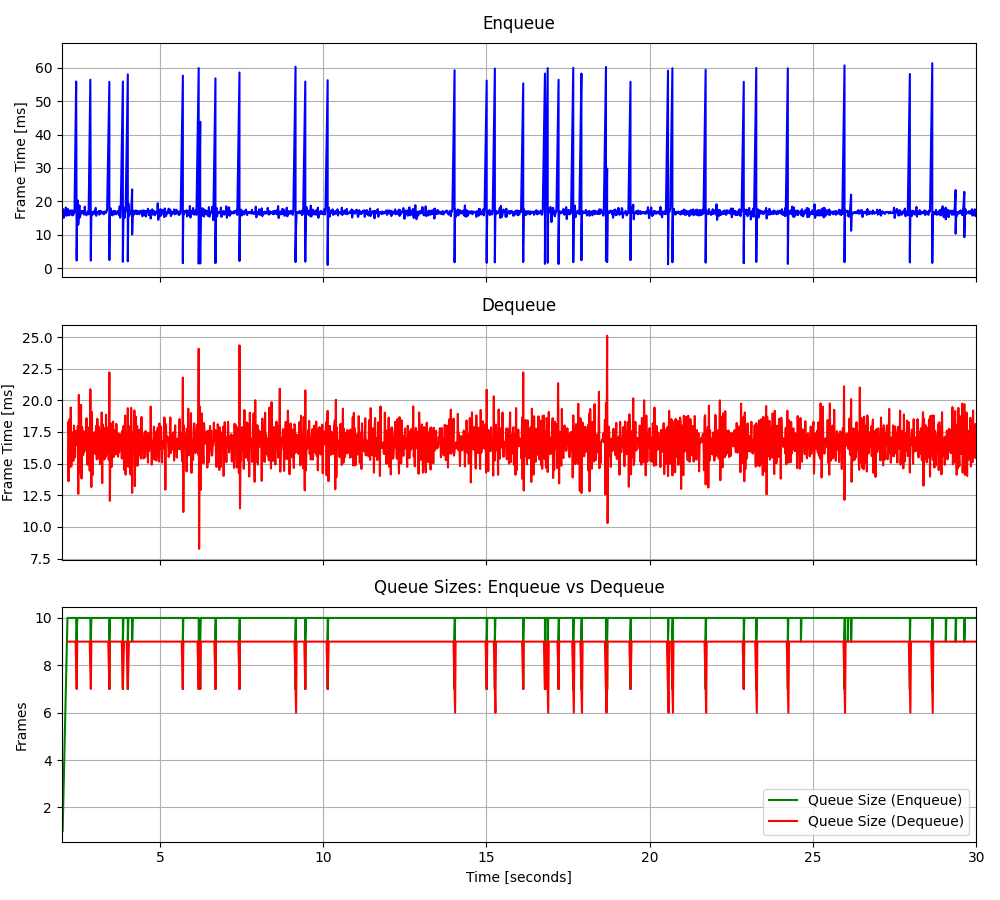 Enqueue
Frame Time [ms]
60
50
40
30
20
10
0
Dequeue
Frame Time [ms]
25.0
22.5
20.0
17.5
15.0
12.5
10.0
7.5
Queue Sizes: Enqueue vs Dequeue
Frames
10
8
6
4
2
Queue Size (Enqueue)
Queue Size (Dequeue)
5
10
15
20
25
30
Time [seconds]